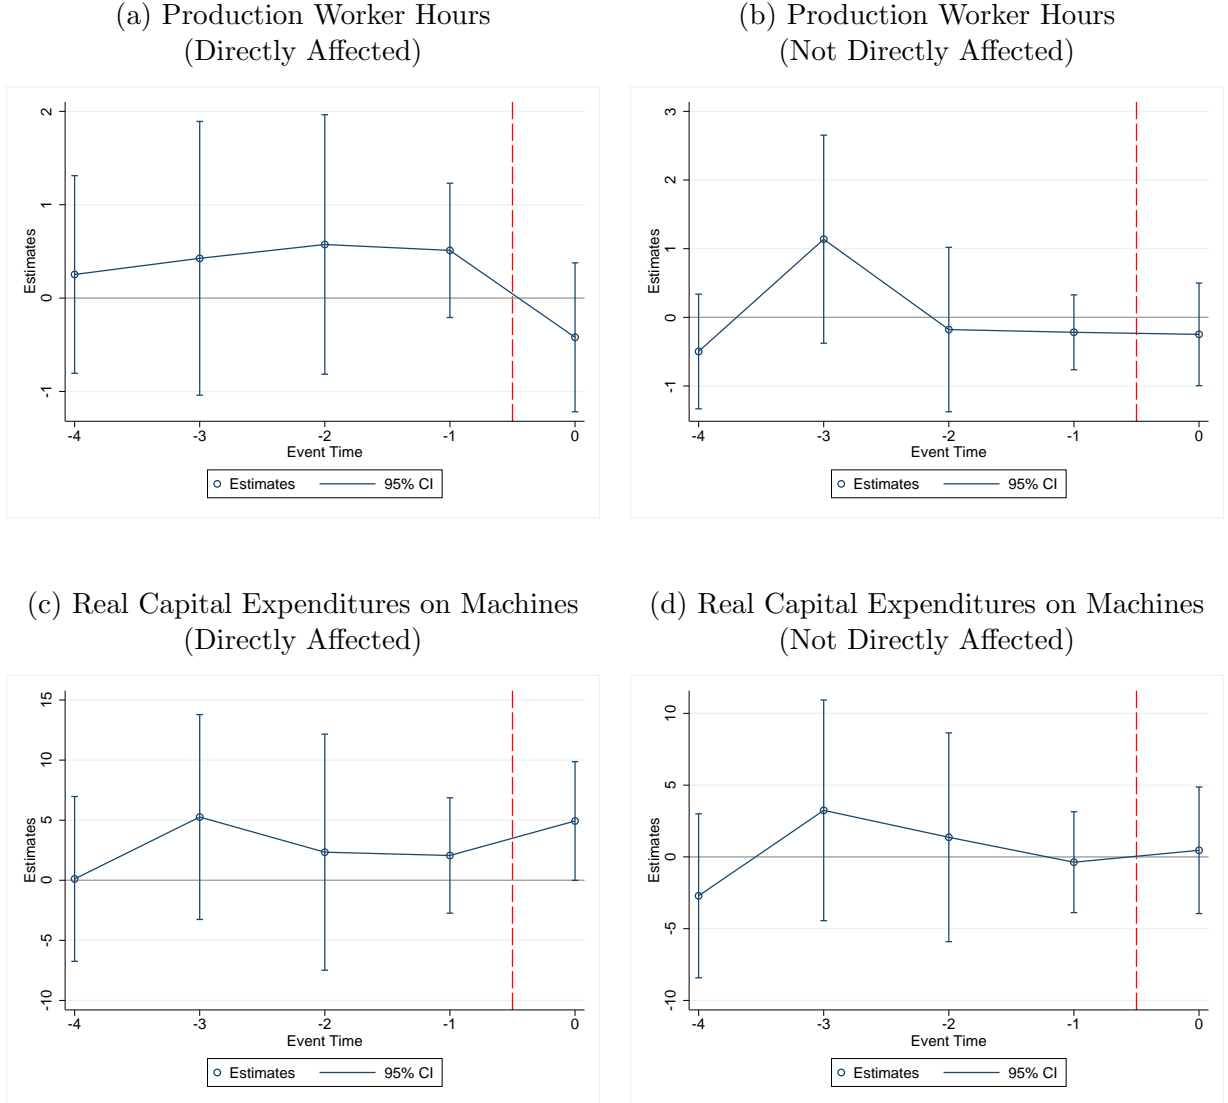 (a) Production Worker Hours
(Directly Affected)
2
1
0
-1
Estimates
-4 -3 -2 -1 0
Event Time
Estimates 95% CI
(b) Production Worker Hours
(Not Directly Affected)
3
2
1
0
-1
Estimates
-4 -3 -2 -1 0
Event Time
Estimates 95% CI
(c) Real Capital Expenditures on Machines
(Directly Affected)
15
10
5
0
-5
-10
Estimates
-4 -3 -2 -1 0
Event Time
Estimates 95% CI
(d) Real Capital Expenditures on Machines
(Not Directly Affected)
10
5
0
-5
-10
Estimates
-4 -3 -2 -1 0
Event Time
Estimates 95% CI